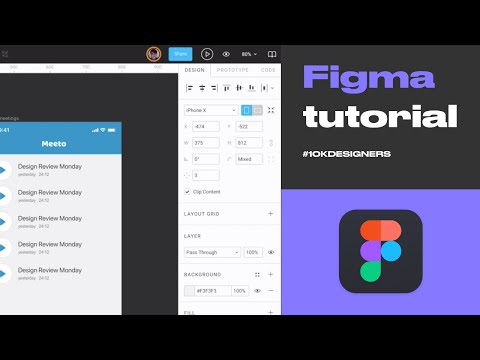 Share
80%
500
600
700
800
900
DESIGN
PROTOTYPE
CODE
iPhone X
X
-474
Y
-522
W
375
H
812
0°
Mixed
3
Clip Content
LAYOUT GRID
LAYER
Pass Through
100%
BACKGROUND
#F3F3F3
100%
FILL
meetings
9:41
Meeto
Design Review Monday
yesterday 24:12
Design Review Monday
yesterday 24:12
Design Review Monday
yesterday 24:12
Design Review Monday
yesterday 24:12
Design Review Monday
yesterday 24:12
Figma
tutorial
#10KDESIGNERS